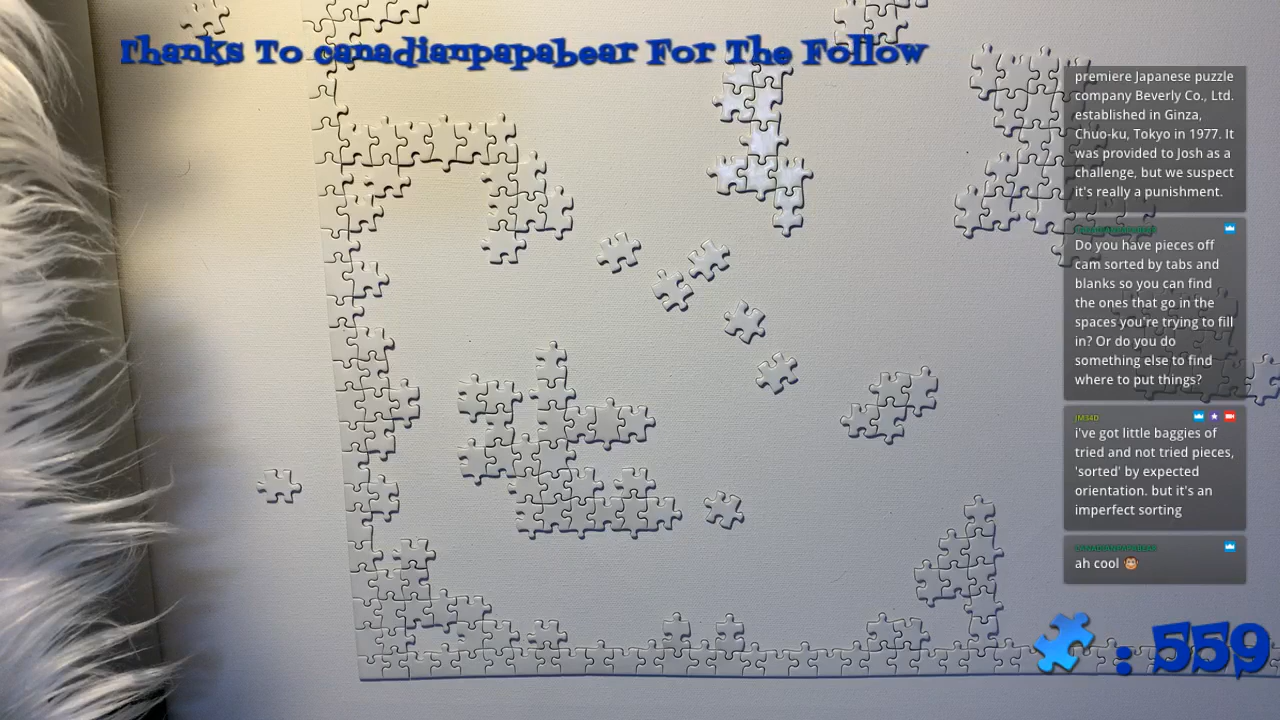 Thanks To canadianpapabear For The Follow
premiere Japanese puzzle
company Beverly Co., Ltd.
established in Ginza,
Chuo-ku, Tokyo in 1977. It
was provided to Josh as a
challenge, but we suspect
it's really a punishment.
Do you have pieces off
cam sorted by tabs and
blanks so you can find
the ones that go in the
spaces you're trying to fill
in? Or do you do
something else to find
where to put things?
JM34D
i've got little baggies of
tried and not tried pieces,
'sorted' by expected
orientation. but it's an
imperfect sorting
ah cool
: 559